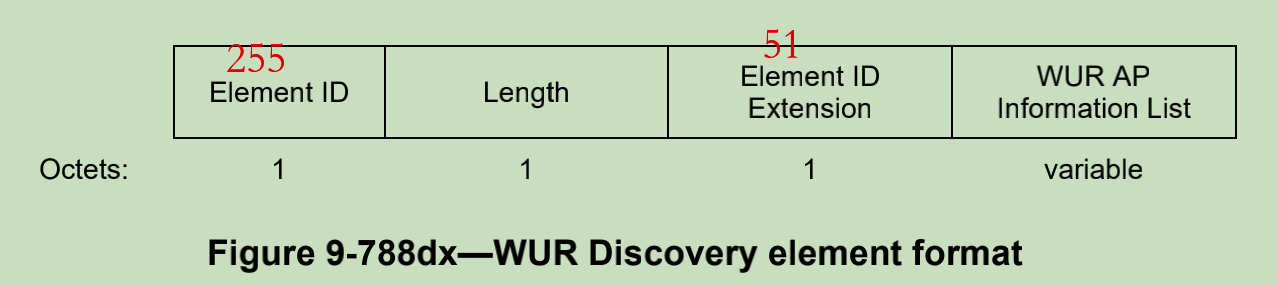 255
51
Element ID
Length
Element ID
Extension
WUR AP
Information List
Octets:
1
1
1
variable
Figure 9-788dx—WUR Discovery element format